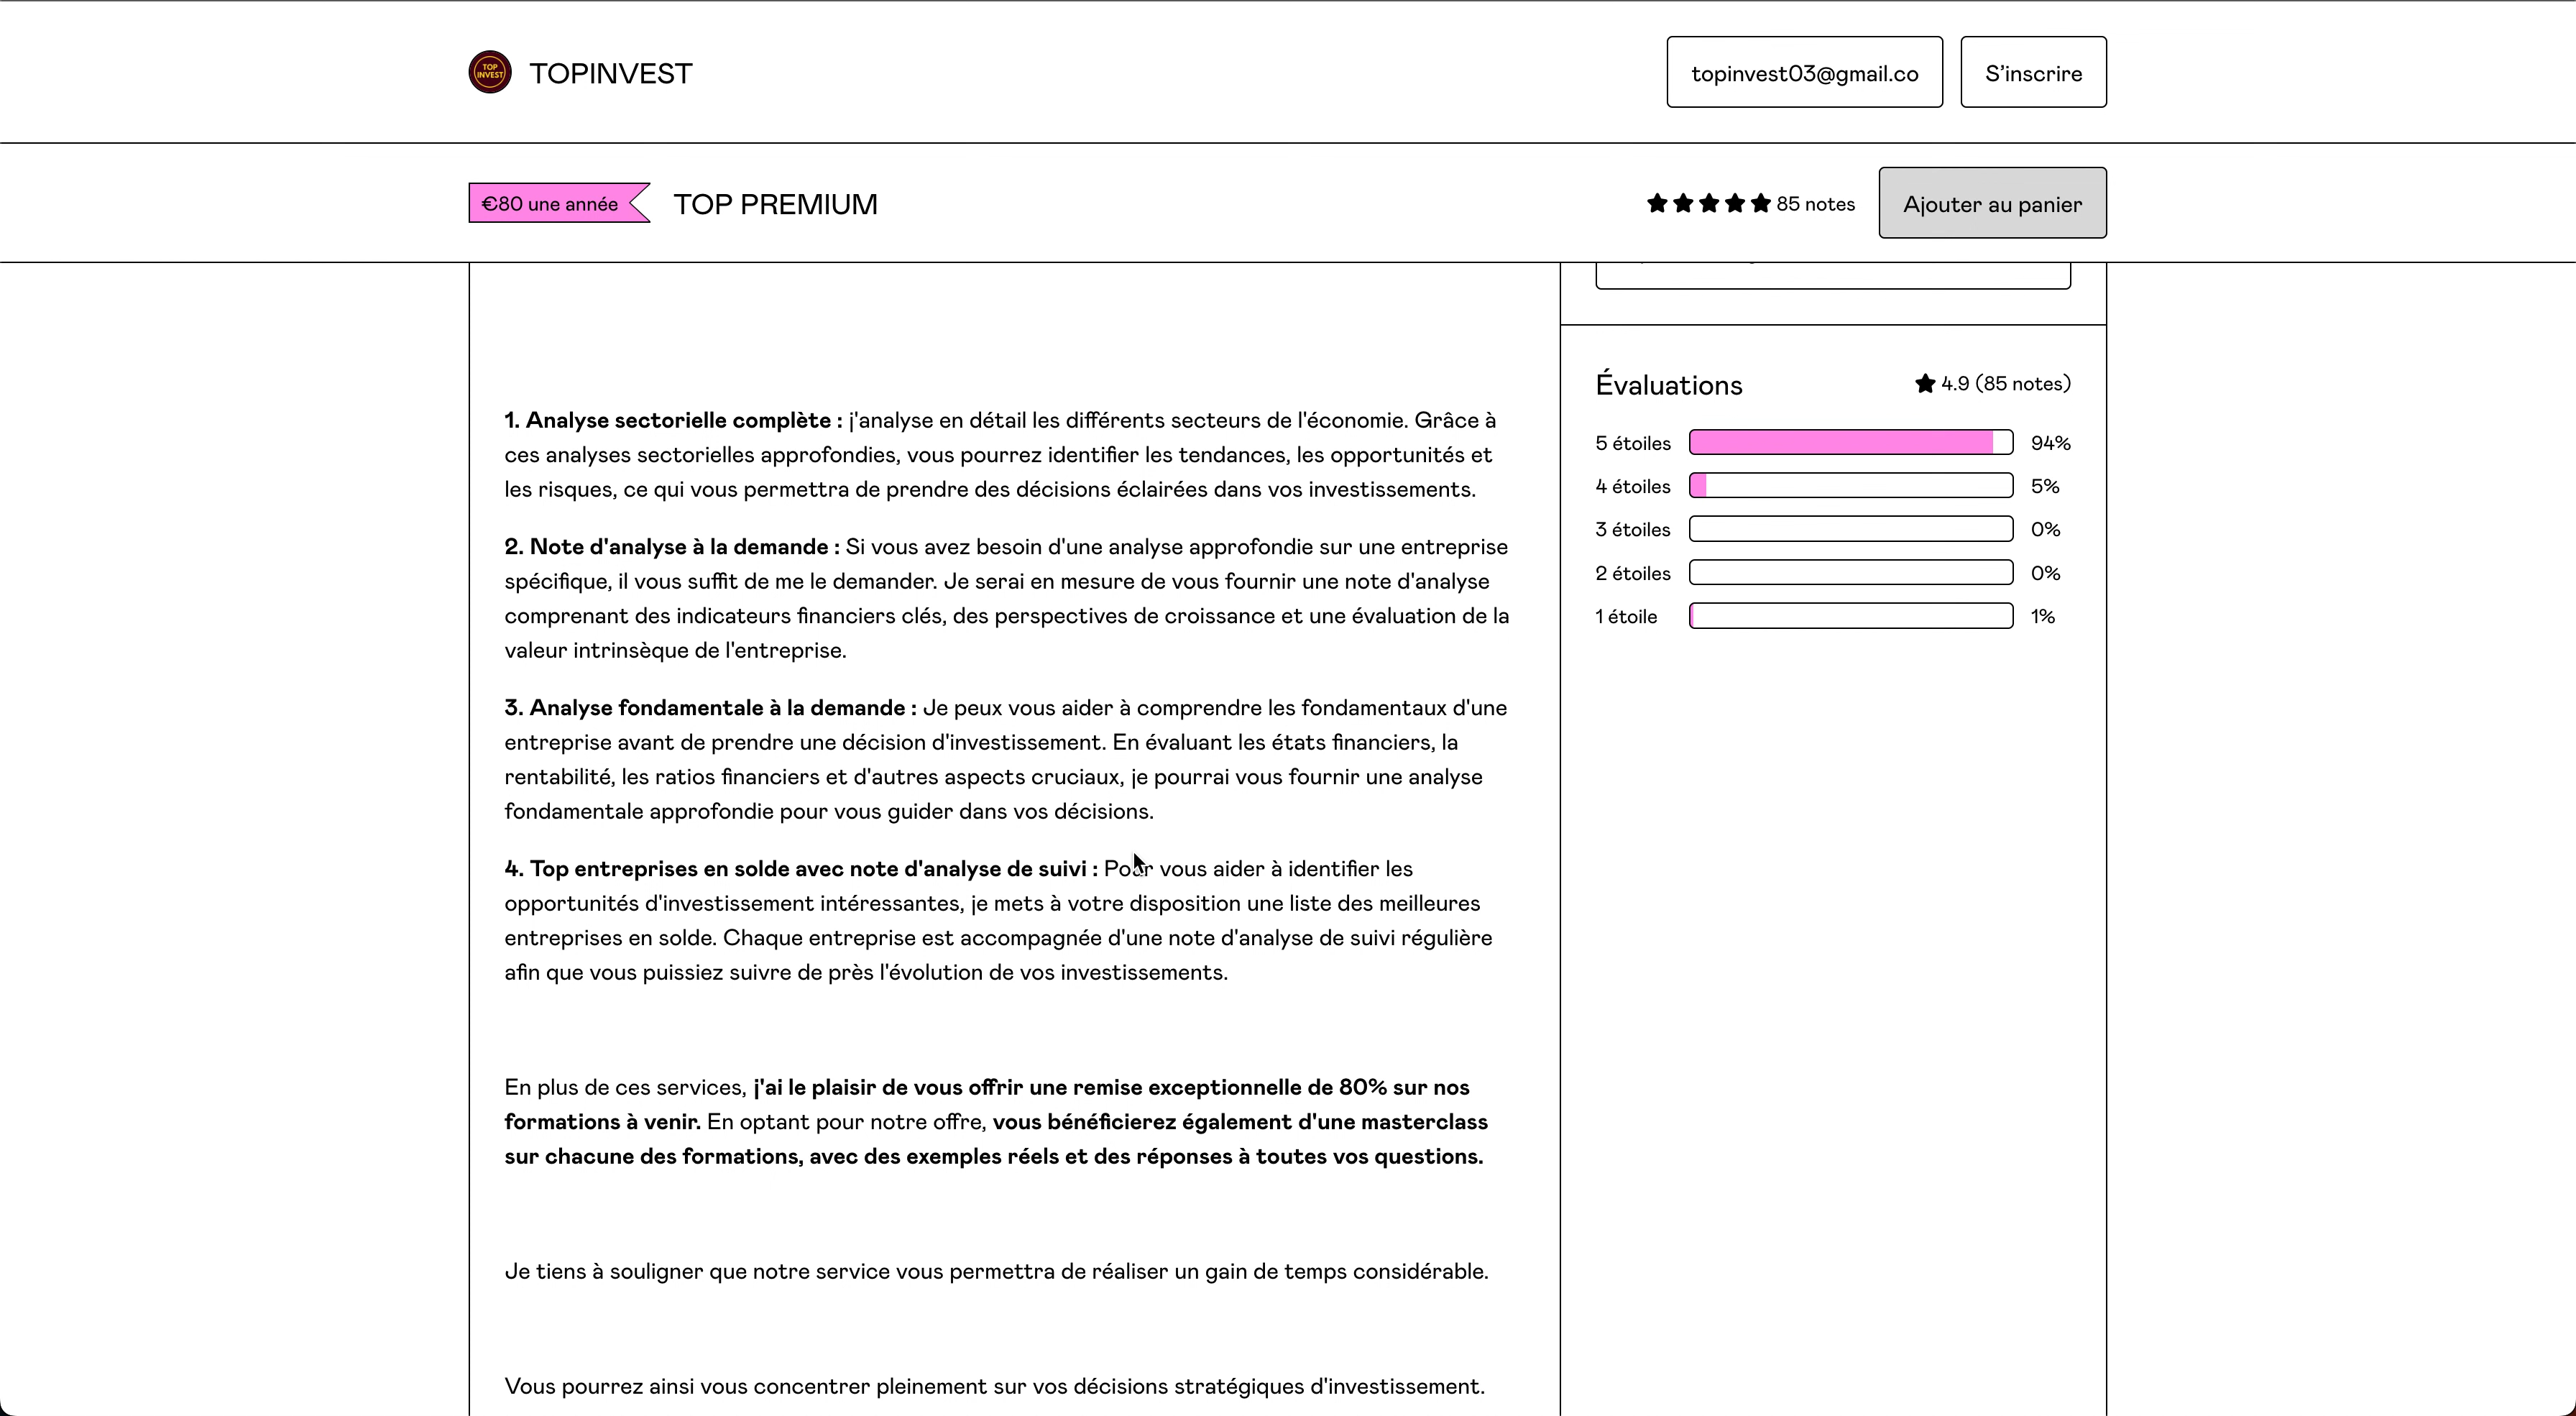 TOP
INVEST
TOPINVEST
topinvest03@gmail.co
S'inscrire
€80 une année
TOP PREMIUM
85 notes
Ajouter au panier
1. Analyse sectorielle complète : j'analyse en détail les différents secteurs de l'économie. Grâce à
ces analyses sectorielles approfondies, vous pourrez identifier les tendances, les opportunités et
les risques, ce qui vous permettra de prendre des décisions éclairées dans vos investissements.
2. Note d'analyse à la demande : Si vous avez besoin d'une analyse approfondie sur une entreprise
spécifique, il vous suffit de me le demander. Je serai en mesure de vous fournir une note d'analyse
comprenant des indicateurs financiers clés, des perspectives de croissance et une évaluation de la
valeur intrinsèque de l'entreprise.
3. Analyse fondamentale à la demande : Je peux vous aider à comprendre les fondamentaux d'une
entreprise avant de prendre une décision d'investissement. En évaluant les états financiers, la
rentabilité, les ratios financiers et d'autres aspects cruciaux, je pourrai vous fournir une analyse
fondamentale approfondie pour vous guider dans vos décisions.
4. Top entreprises en solde avec note d'analyse de suivi : Pour vous aider à identifier les
opportunités d'investissement intéressantes, je mets à votre disposition une liste des meilleures
entreprises en solde. Chaque entreprise est accompagnée d'une note d'analyse de suivi régulière
afin que vous puissiez suivre de près l'évolution de vos investissements.
En plus de ces services, j'ai le plaisir de vous offrir une remise exceptionnelle de 80% sur nos
formations à venir. En optant pour notre offre, vous bénéficierez également d'une masterclass
sur chacune des formations, avec des exemples réels et des réponses à toutes vos questions.
Je tiens à souligner que notre service vous permettra de réaliser un gain de temps considérable.
Vous pourrez ainsi vous concentrer pleinement sur vos décisions stratégiques d'investissement.
Évaluations
4.9 (85 notes)
5 étoiles 94%
4 étoiles 5%
3 étoiles 0%
2 étoiles 0%
1 étoile 1%